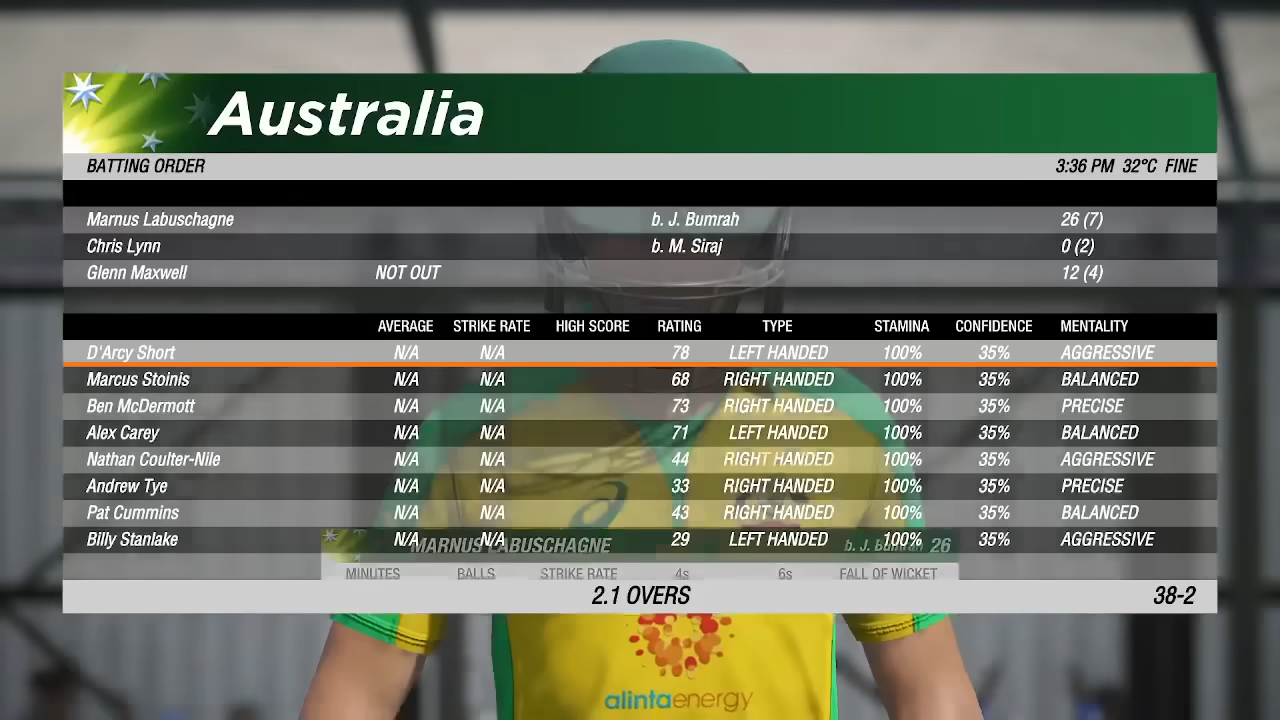 Australia
BATTING ORDER 3:36 PM 32°C FINE
Marnus Labuschagne b. J. Bumrah 26 (7)
Chris Lynn b. M. Siraj 0 (2)
Glenn Maxwell NOT OUT 12 (4)
AVERAGE STRIKE RATE HIGH SCORE RATING TYPE STAMINA CONFIDENCE MENTALITY
D'Arcy Short N/A N/A 78 LEFT HANDED 100% 35% AGGRESSIVE
Marcus Stoinis N/A N/A 68 RIGHT HANDED 100% 35% BALANCED
Ben McDermott N/A N/A 73 RIGHT HANDED 100% 35% PRECISE
Alex Carey N/A N/A 71 LEFT HANDED 100% 35% BALANCED
Nathan Coulter-Nile N/A N/A 44 RIGHT HANDED 100% 35% AGGRESSIVE
Andrew Tye N/A N/A 33 RIGHT HANDED 100% 35% PRECISE
Pat Cummins N/A N/A 43 RIGHT HANDED 100% 35% BALANCED
Billy Stanlake N/A N/A 29 LEFT HANDED 100% 35% AGGRESSIVE
MARNUS LABUSCHAGNE b. J. Bumrah 26
MINUTES BALLS STRIKE RATE 4s 6s FALL OF WICKET
2.1 OVERS 38-2
alintaenergy